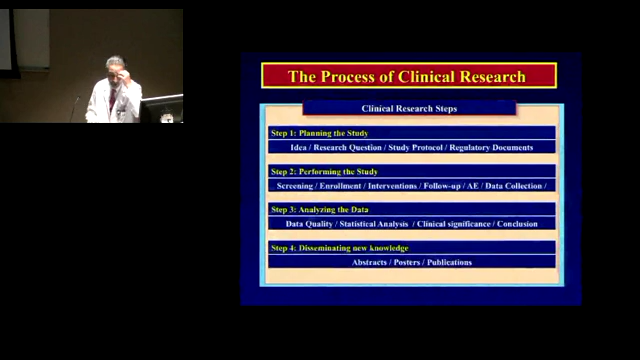 The Process of Clinical Research
Clinical Research Steps
Step 1: Planning the Study
Idea / Research Question / Study Protocol / Regulatory Documents
Step 2: Performing the Study
Screening / Enrollment / Interventions / Follow-up / AE / Data Collection /
Step 3: Analyzing the Data
Data Quality / Statistical Analysis / Clinical significance / Conclusion
Step 4: Disseminating new knowledge
Abstracts / Posters / Publications